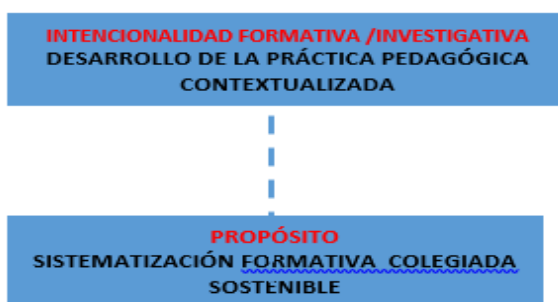 INTENCIONALIDAD FORMATIVA /INVESTIGATIVA
DESARROLLO DE LA PRÁCTICA PEDAGÓGICA
CONTEXTUALIZADA
PROPÓSITO
SISTEMATIZACIÓN FORMATIVA COLEGIADA
SOSTENIBLE